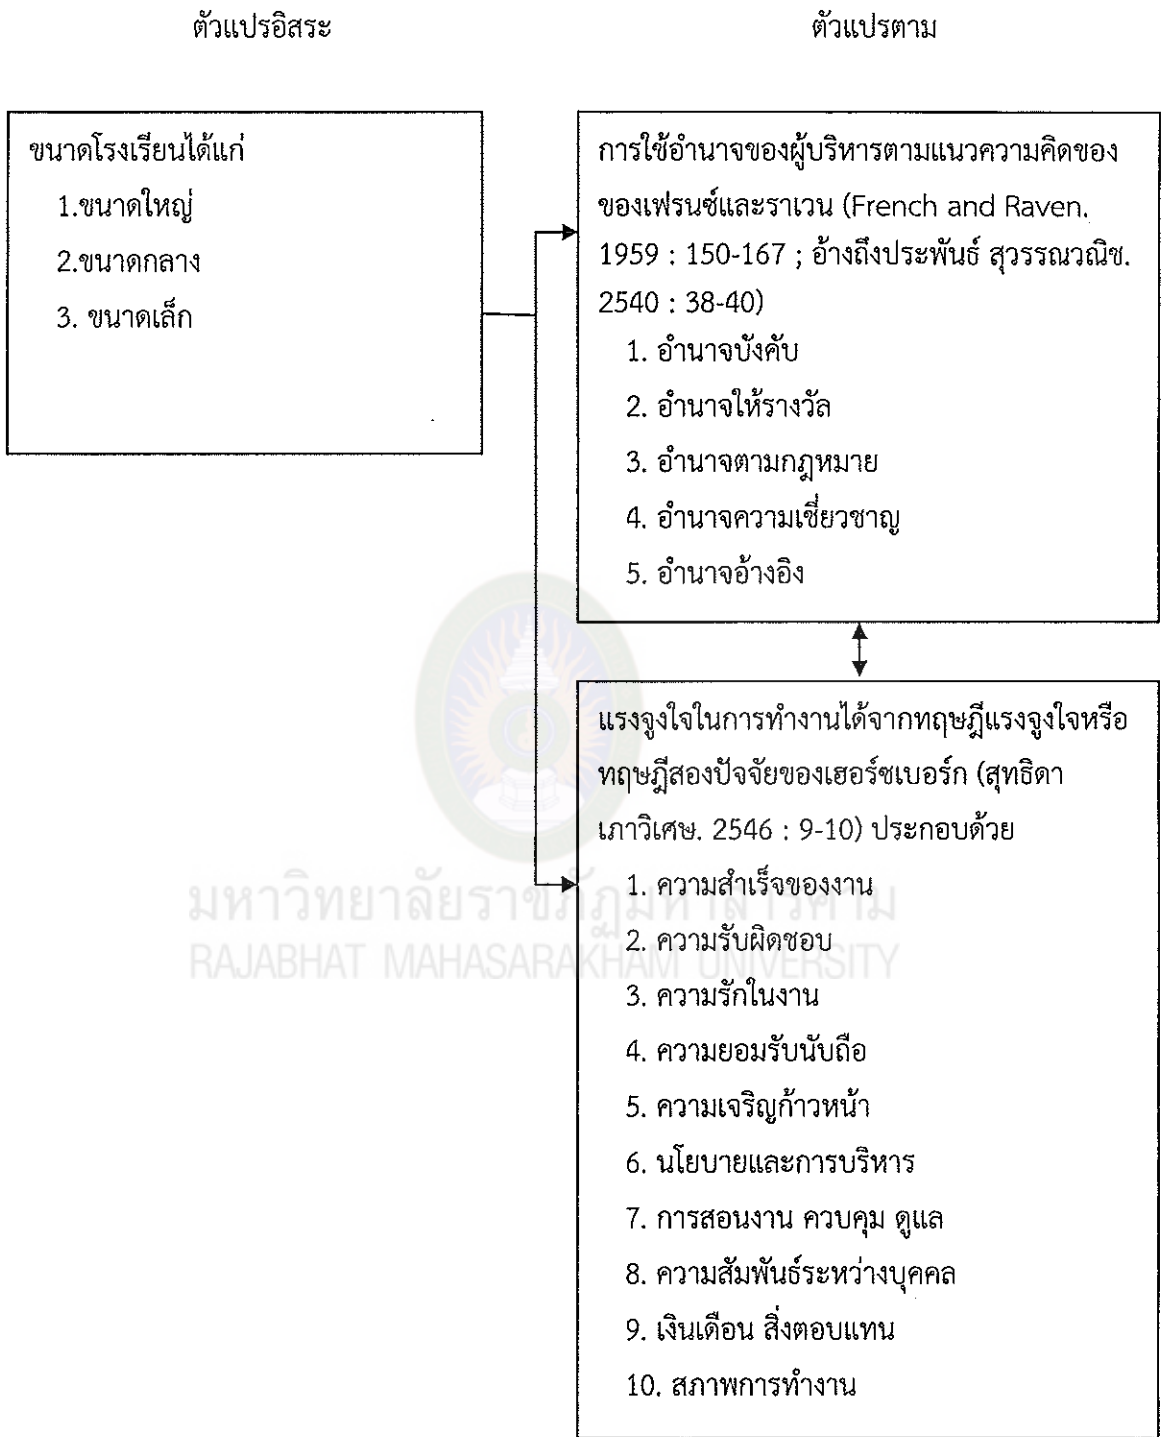 ตัวแปรอิสระ
ตัวแปรตาม
ขนาดโรงเรียนได้แก่
1.ขนาดใหญ่
2.ขนาดกลาง
3. ขนาดเล็ก
การใช้อำนาจของผู้บริหารตามแนวความคิดของ
ของเฟรนซ์และราเวน (French and Raven.
1959 : 150-167 ; อ้างถึงประพันธ์ สุวรรณวณิช.
2540 : 38-40)
1. อำนาจบังคับ
2. อำนาจให้รางวัล
3. อำนาจตามกฎหมาย
4. อำนาจความเชี่ยวชาญ
5. อำนาจอ้างอิง
แรงจูงใจในการทำงานได้จากทฤษฎีแรงจูงใจหรือ
ทฤษฎีสองปัจจัยของเฮอร์ซเบอร์ก (สุทธิดา
เภาวิเศษ. 2546 : 9-10) ประกอบด้วย
1. ความสำเร็จของงาน
2. ความรับผิดชอบ
3. ความรักในงาน
4. ความยอมรับนับถือ
5. ความเจริญก้าวหน้า
6. นโยบายและการบริหาร
7. การสอนงาน ควบคุม ดูแล
8. ความสัมพันธ์ระหว่างบุคคล
9. เงินเดือน สิ่งตอบแทน
10. สภาพการทำงาน
มหาวิทยาลัยราชภัฏมหาสารคาม
RAJABHAT MAHASARAKHAM UNIVERSITY